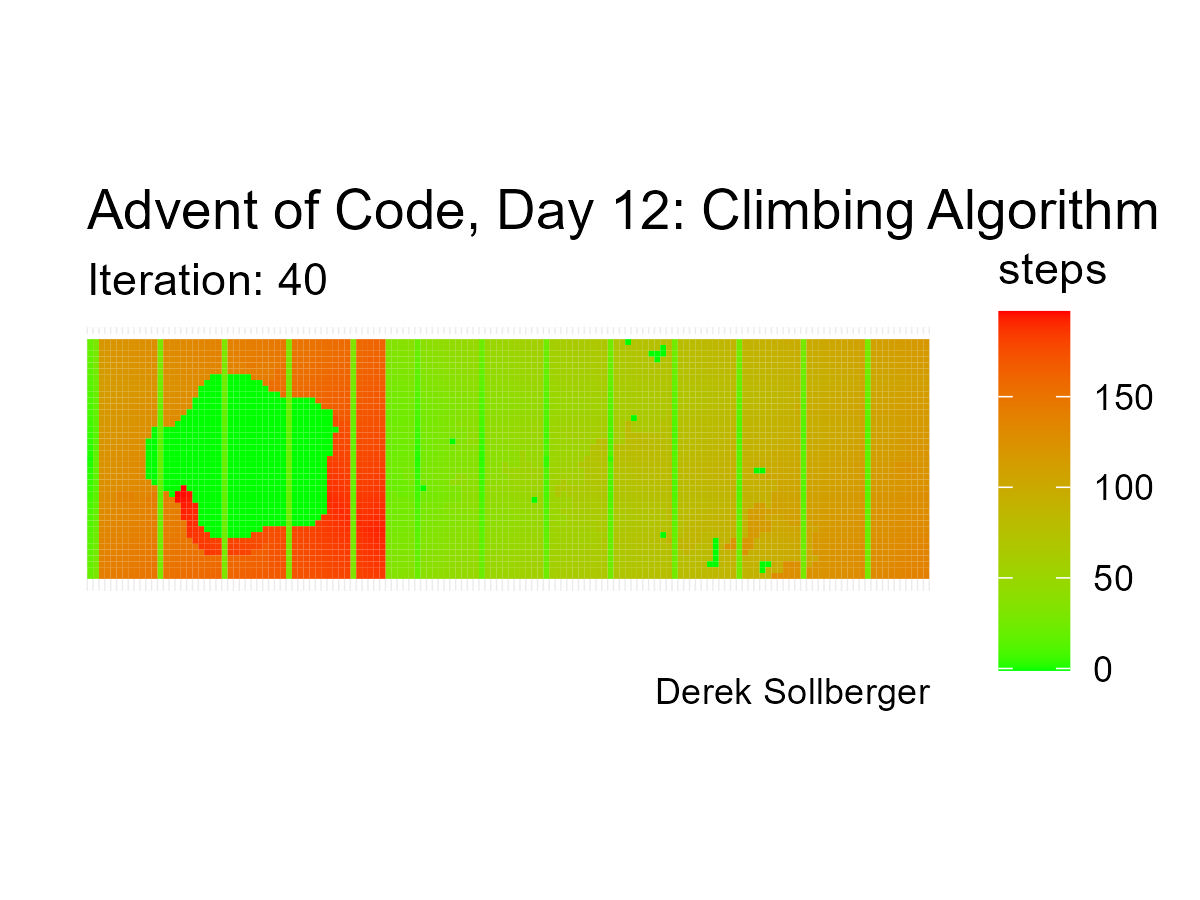 Advent of Code, Day 12: Climbing Algorithm
Iteration: 40
steps
150
100
50
0
Derek Sollberger